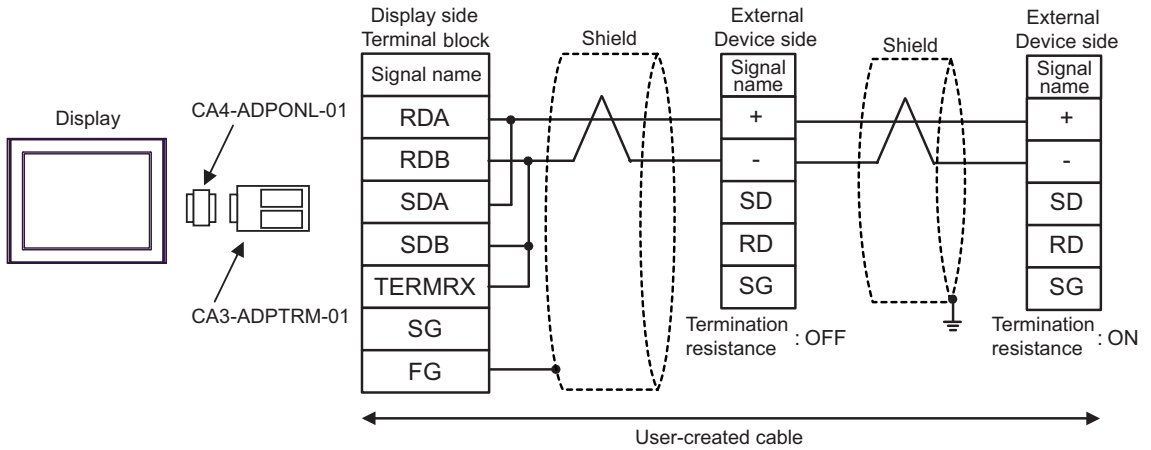 Display
CA4-ADPONL-01
CA3-ADPTRM-01
Display side
Terminal block
Signal name
RDA
RDB
SDA
SDB
TERMRX
SG
FG
Shield
External
Device side
Signal
name
+
-
SD
RD
SG
Termination
resistance
: OFF
Shield
External
Device side
Signal
name
+
-
SD
RD
SG
Termination
resistance
: ON
User-created cable